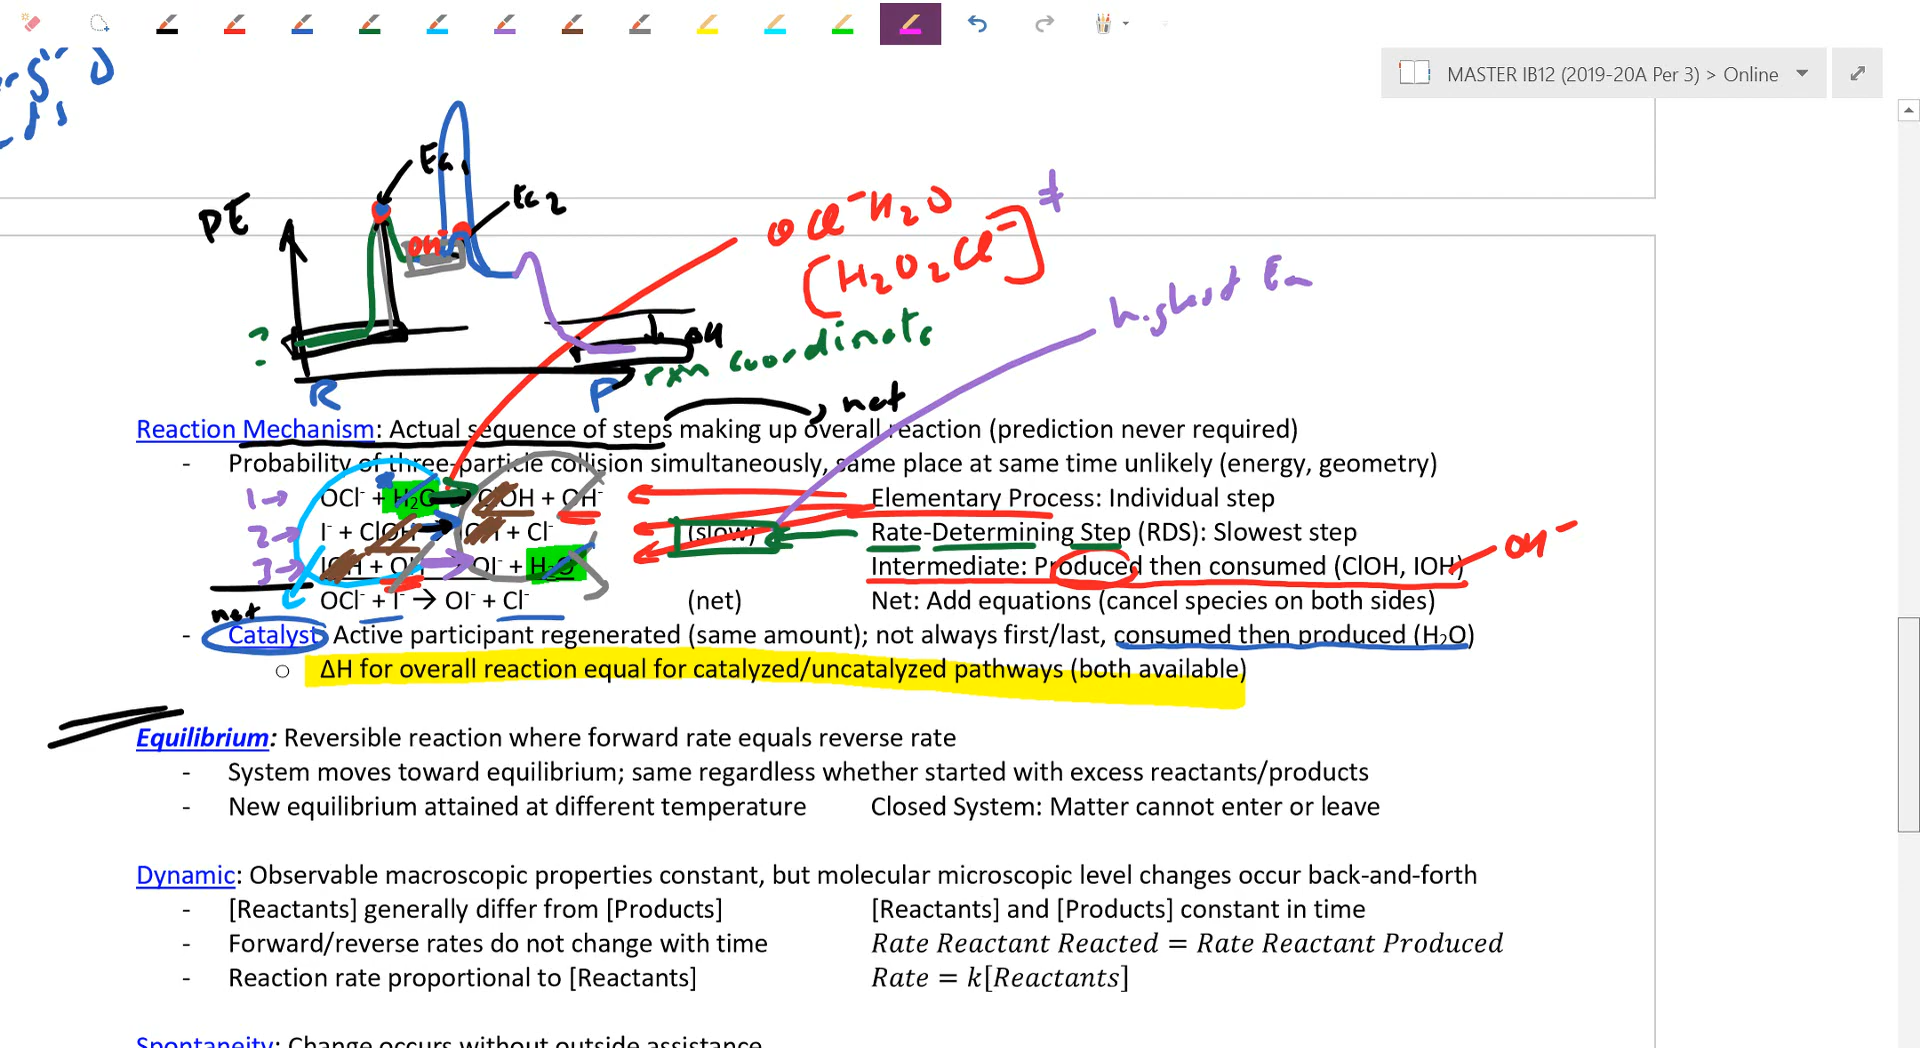 MASTER IB12 (2019-20A Per 3) > Online
Ea1
Ea2
PE
OCl⁻ H₂O
[H₂O₂Cl⁻]‡
OH⁻
highest Ea
ΔH
rxn coordinate
R
P
net
Reaction Mechanism: Actual sequence of steps making up overall reaction (prediction never required)
- Probability of three-particle collision simultaneously, same place at same time unlikely (energy, geometry)
1→ OCl⁻ + H₂O → ClOH + OH⁻ Elementary Process: Individual step
2→ I⁻ + ClOH → IOH + Cl⁻ (slow) Rate-Determining Step (RDS): Slowest step
3→ IOH + OH⁻ → OI⁻ + H₂O Intermediate: Produced then consumed (ClOH, IOH) OH⁻
net OCl⁻ + I⁻ → OI⁻ + Cl⁻ (net) Net: Add equations (cancel species on both sides)
- Catalyst: Active participant regenerated (same amount); not always first/last, consumed then produced (H₂O)
○ ΔH for overall reaction equal for catalyzed/uncatalyzed pathways (both available)
Equilibrium: Reversible reaction where forward rate equals reverse rate
- System moves toward equilibrium; same regardless whether started with excess reactants/products
- New equilibrium attained at different temperature Closed System: Matter cannot enter or leave
Dynamic: Observable macroscopic properties constant, but molecular microscopic level changes occur back-and-forth
- [Reactants] generally differ from [Products] [Reactants] and [Products] constant in time
- Forward/reverse rates do not change with time Rate Reactant Reacted = Rate Reactant Produced
- Reaction rate proportional to [Reactants] Rate = k[Reactants]
Spontaneity: Change occurs without outside assistance